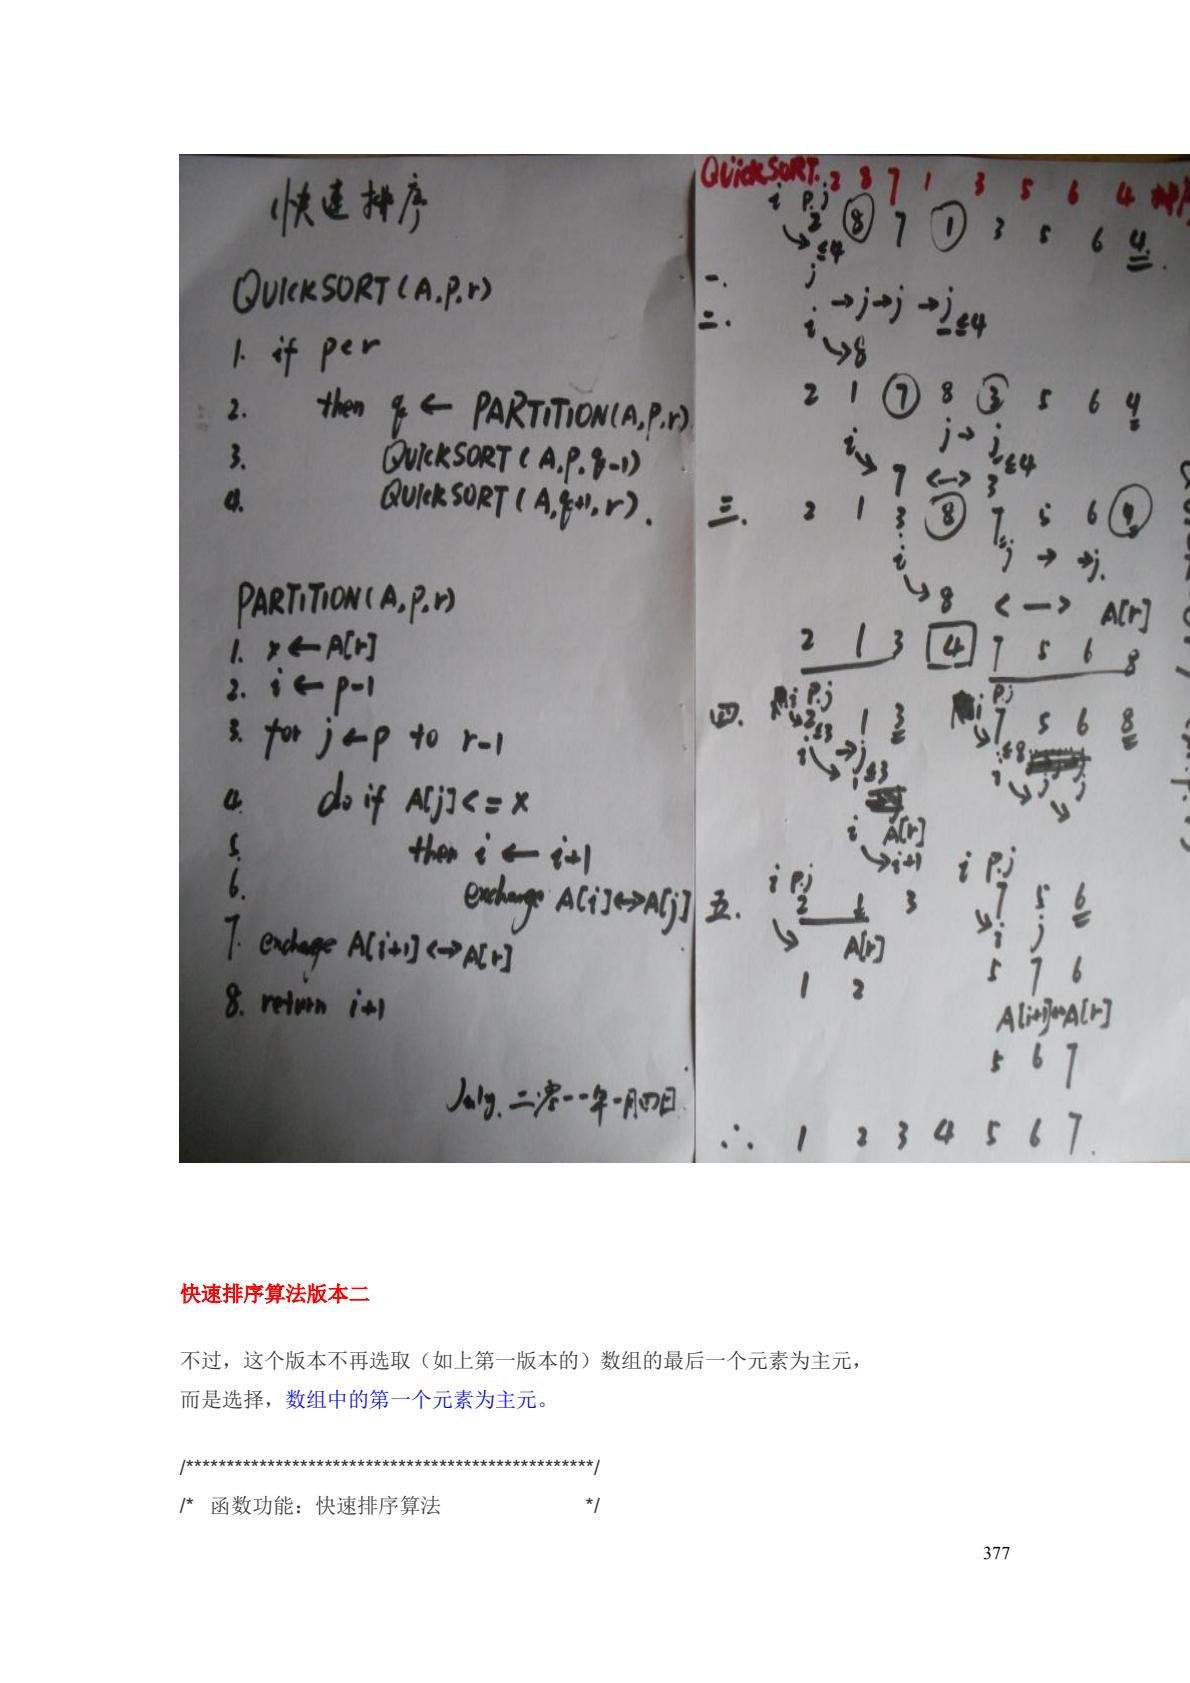 快速排序
QUICKSORT(A,P,r)
1. if p<r
2. then q ← PARTITION(A,P,r)
3. QUICKSORT(A,P,q-1)
4. QUICKSORT(A,q+1,r).
PARTITION(A,P,r)
1. x ← A[r]
2. i ← p-1
3. for j ← p to r-1
4. do if A[j] <= x
5. then i ← i+1
6. exchange A[i]↔A[j]
7. exchange A[i+1]↔A[r]
8. return i+1
July. 二零一一年一月四日
QuickSORT. 2 8 7 1 3 5 6 4
i p.j
2 8 7 1 3 5 6 4.
≤4
一. j
二. i →j→j→j ≤4
8
2 1 7 8 3 5 6 4
i j→j ≤4
7 <—> 3
三. 2 1 3 8 7 5 6 4
i j → →j.
8 <—> A[r]
2 1 3 4 7 5 6 8
四. i p.j i p.j
2 1 3 7 5 6 8
≤3 ≤8
i →j i j j
≤3
i A[r]
i+1
五. i p.j i p.j
2 1 3 7 5 6
A[r] i j
1 2 5 7 6
A[i+1]↔A[r]
5 6 7
∴ 1 2 3 4 5 6 7.
快速排序算法版本二
不过，这个版本不再选取（如上第一版本的）数组的最后一个元素为主元，
而是选择，数组中的第一个元素为主元。
/**************************************************/
/* 函数功能：快速排序算法 */
377